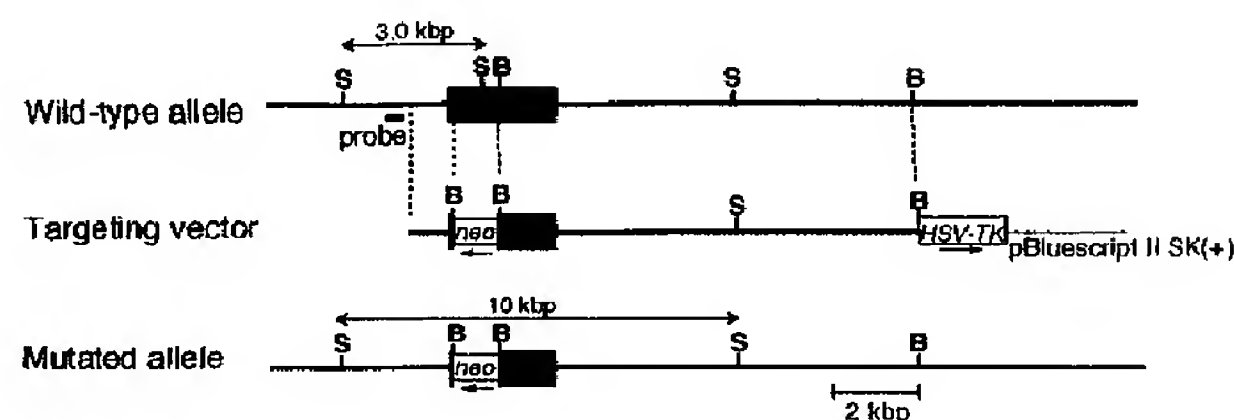 3.0 kbp
S S B S B
Wild-type allele
probe
B B S B
Targeting vector neo HSV-TK
pBluescript II SK(+)
10 kbp
S B B S B
Mutated allele neo
2 kbp